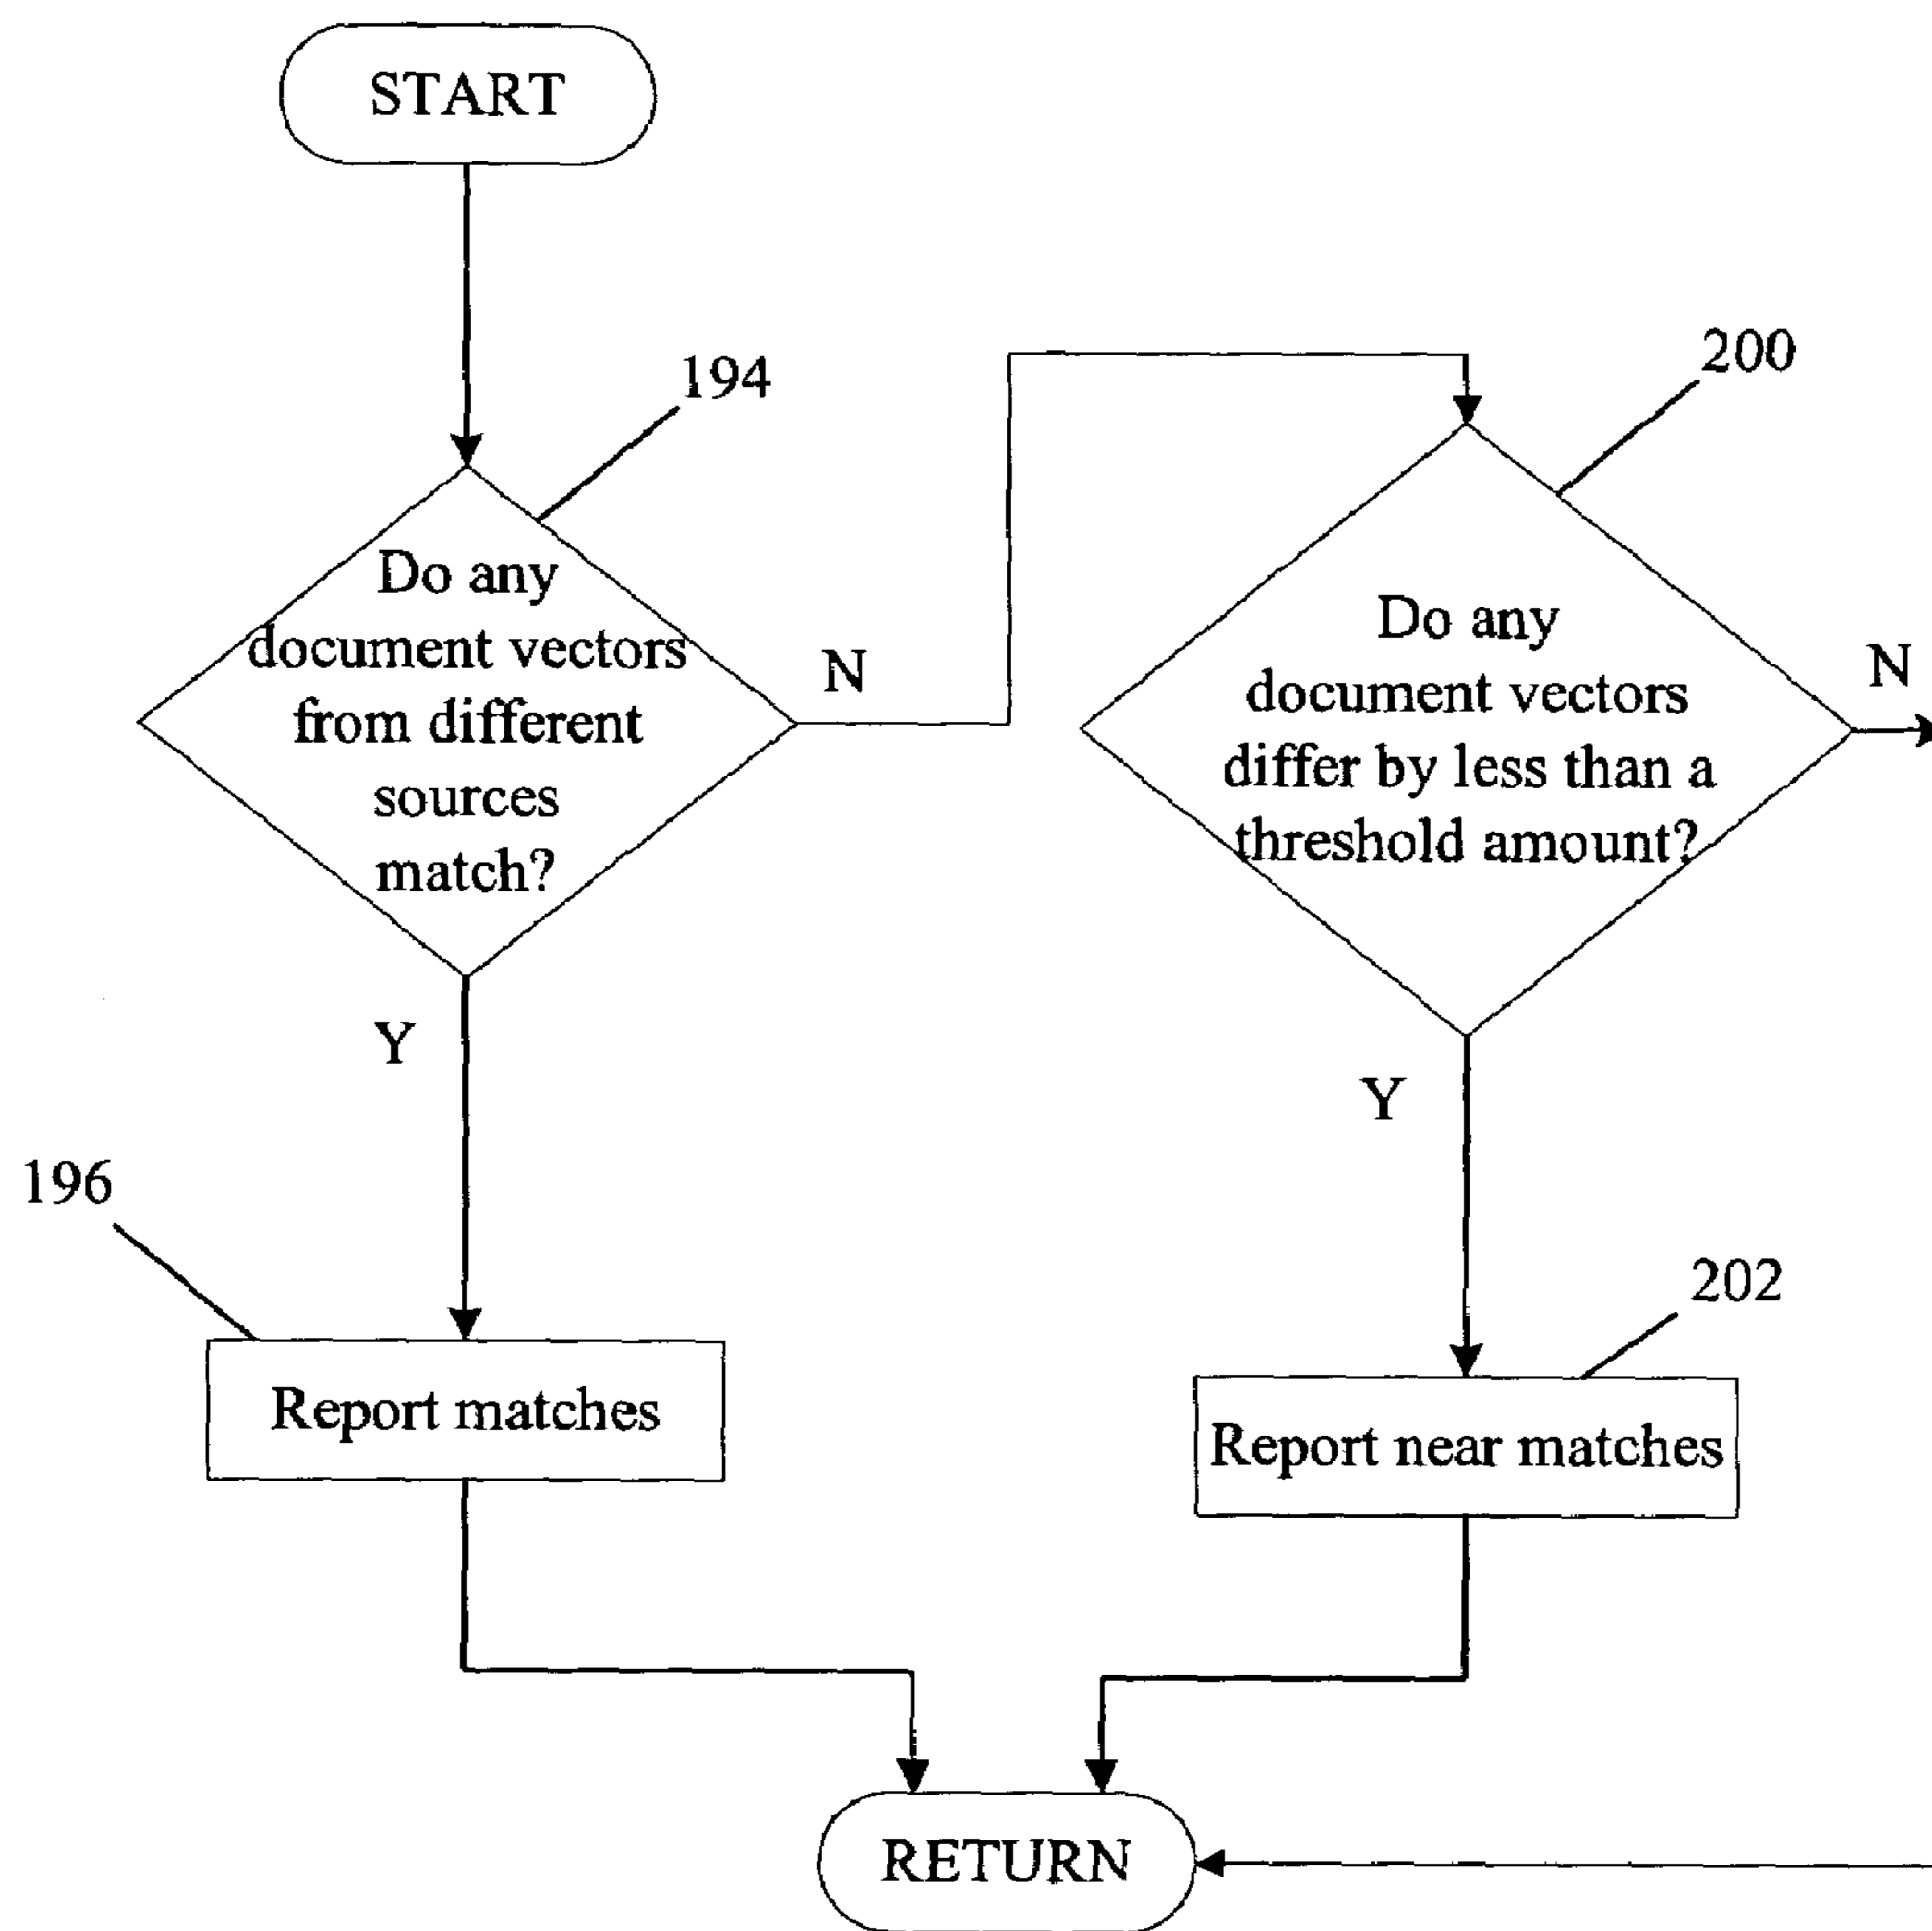 START
194
Do any
document vectors
from different
sources
match?
N
Y
196
Report matches
200
Do any
document vectors
differ by less than a
threshold amount?
N
Y
202
Report near matches
RETURN